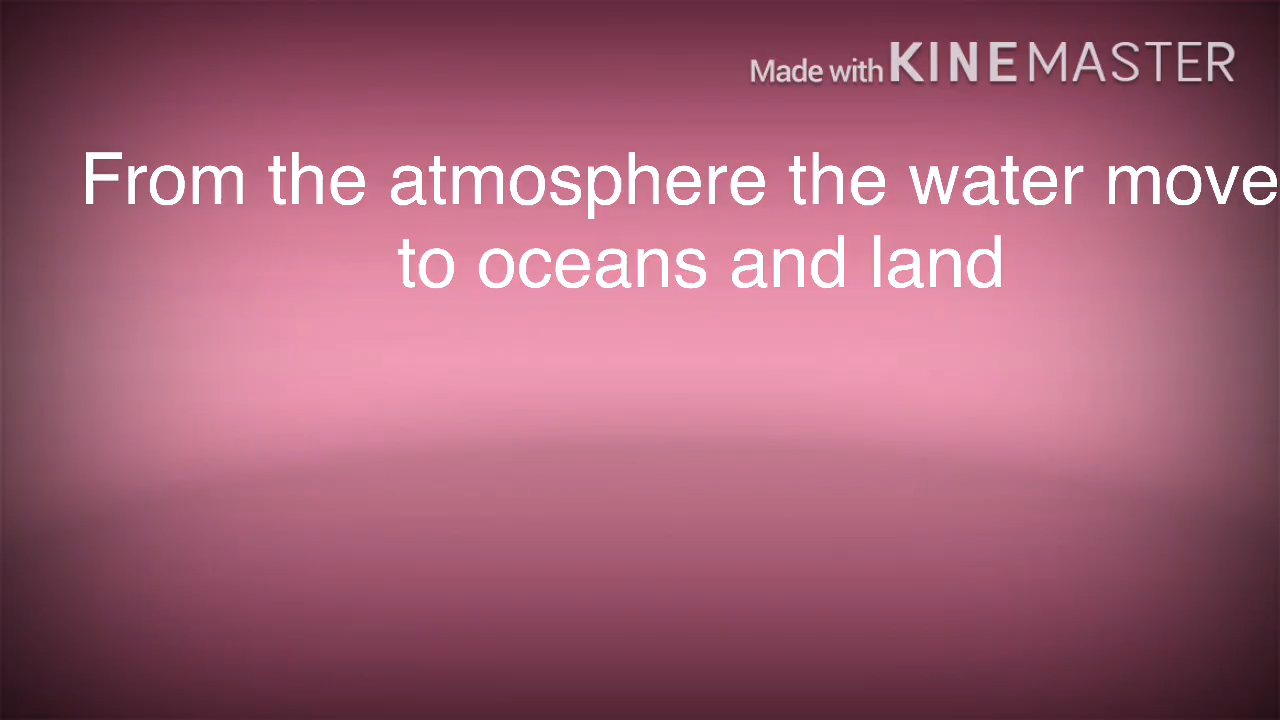 Made with KINEMASTER
From the atmosphere the water move
to oceans and land